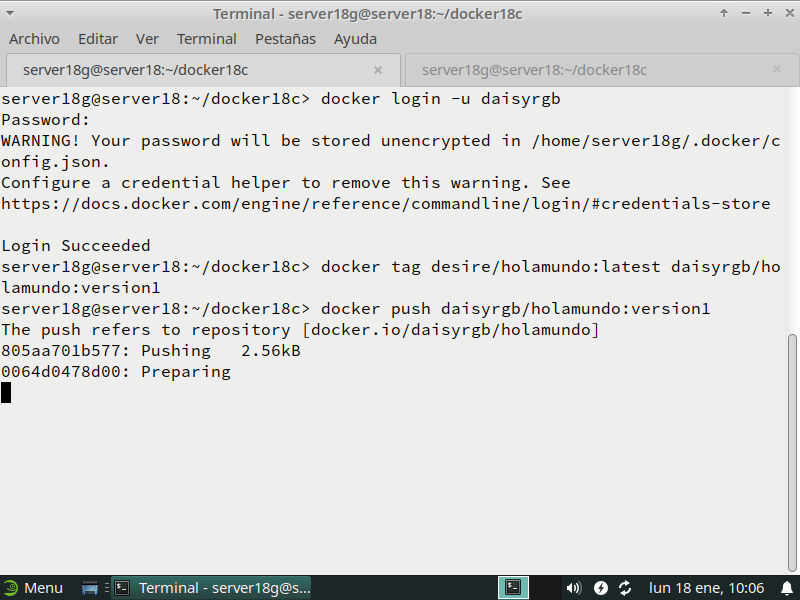 Terminal - server18g@server18:~/docker18c
Archivo Editar Ver Terminal Pestañas Ayuda
server18g@server18:~/docker18c server18g@server18:~/docker18c
server18g@server18:~/docker18c> docker login -u daisyrgb
Password:
WARNING! Your password will be stored unencrypted in /home/server18g/.docker/c
onfig.json.
Configure a credential helper to remove this warning. See
https://docs.docker.com/engine/reference/commandline/login/#credentials-store
Login Succeeded
server18g@server18:~/docker18c> docker tag desire/holamundo:latest daisyrgb/ho
lamundo:version1
server18g@server18:~/docker18c> docker push daisyrgb/holamundo:version1
The push refers to repository [docker.io/daisyrgb/holamundo]
805aa701b577: Pushing   2.56kB
0064d0478d00: Preparing
Menu Terminal - server18g@s... lun 18 ene, 10:06